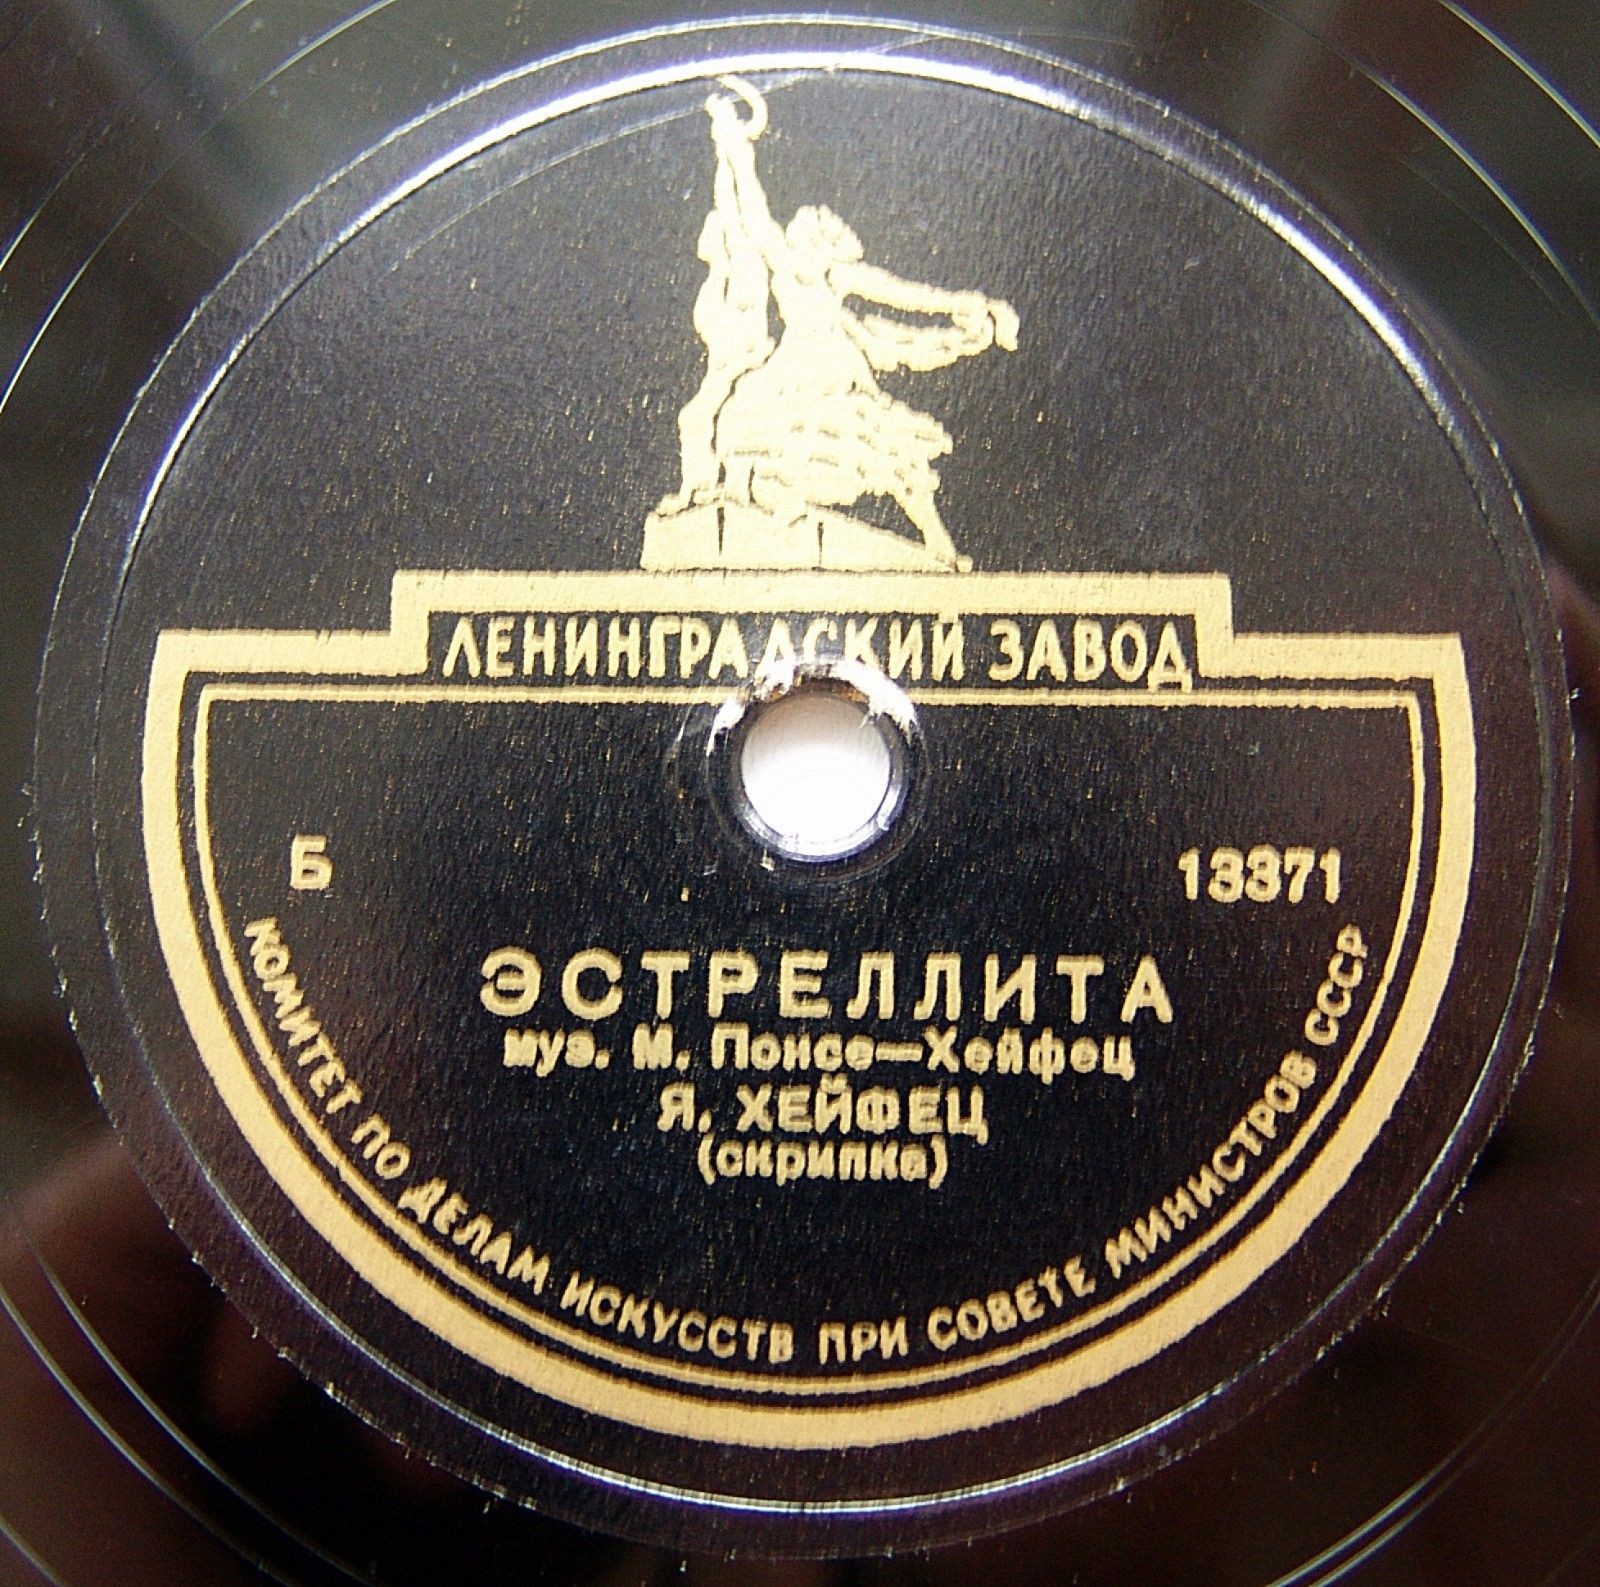 ЛЕНИНГРАДСКИЙ ЗАВОД
Б
13371
ЭСТРЕЛЛИТА
муз. М. Понсе—Хейфец
Я. ХЕЙФЕЦ
(скрипка)
КОМИТЕТ ПО ДЕЛАМ ИСКУССТВ ПРИ СОВЕТЕ МИНИСТРОВ СССР